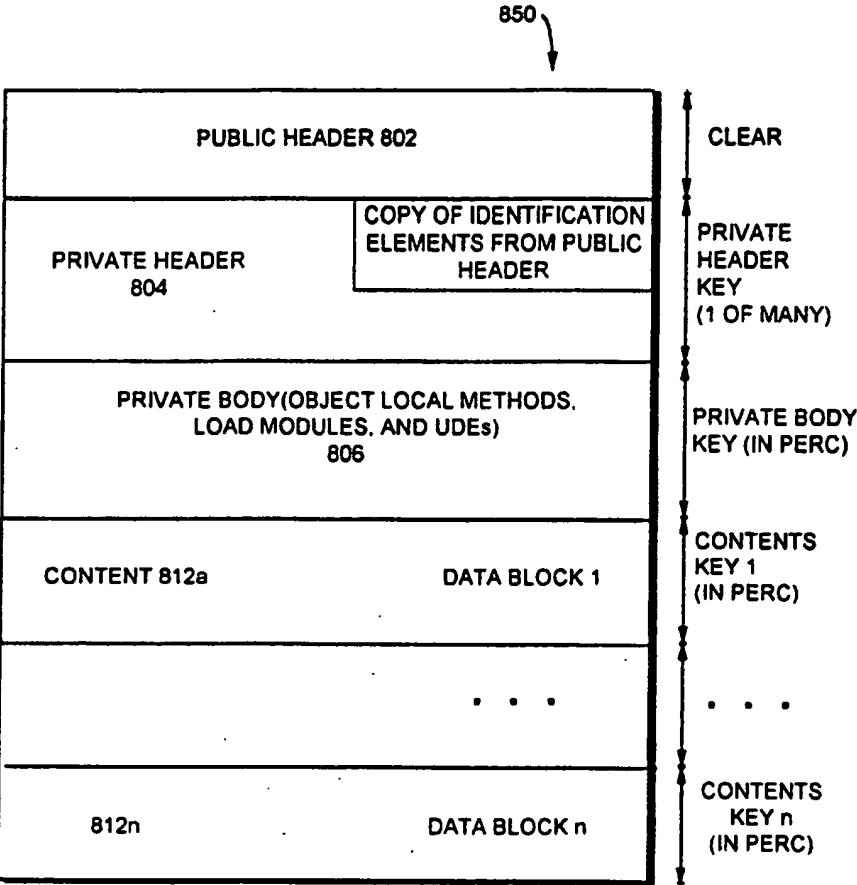 850
PUBLIC HEADER 802
CLEAR
COPY OF IDENTIFICATION
ELEMENTS FROM PUBLIC
HEADER
PRIVATE HEADER
804
PRIVATE
HEADER
KEY
(1 OF MANY)
PRIVATE BODY(OBJECT LOCAL METHODS,
LOAD MODULES, AND UDEs)
806
PRIVATE BODY
KEY (IN PERC)
CONTENT 812a
DATA BLOCK 1
CONTENTS
KEY 1
(IN PERC)
. . .
. . .
812n
DATA BLOCK n
CONTENTS
KEY n
(IN PERC)